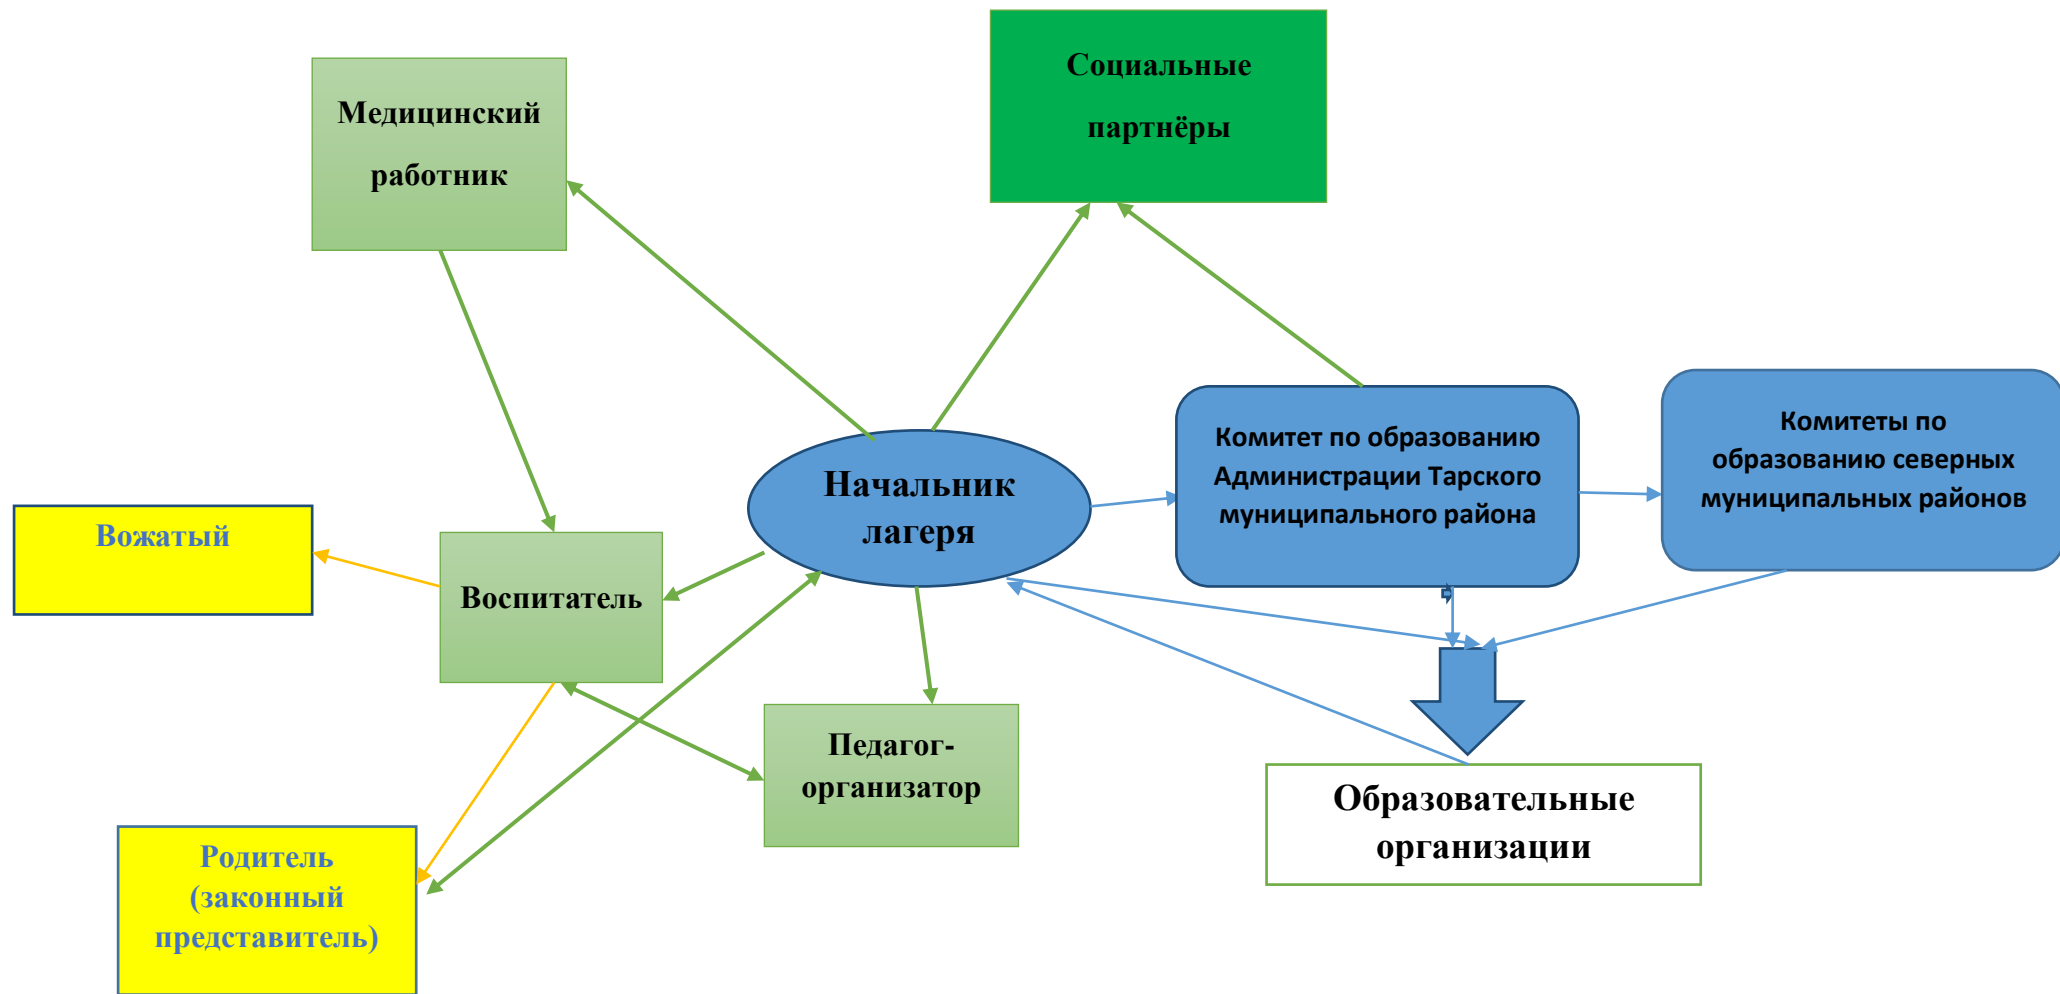 Социальные
партнёры
Медицинский
работник
Комитет по образованию
Администрации Тарского
муниципального района
Комитеты по
образованию северных
муниципальных районов
Начальник
лагеря
Вожатый
Воспитатель
Педагог-
организатор
Образовательные
организации
Родитель
(законный
представитель)